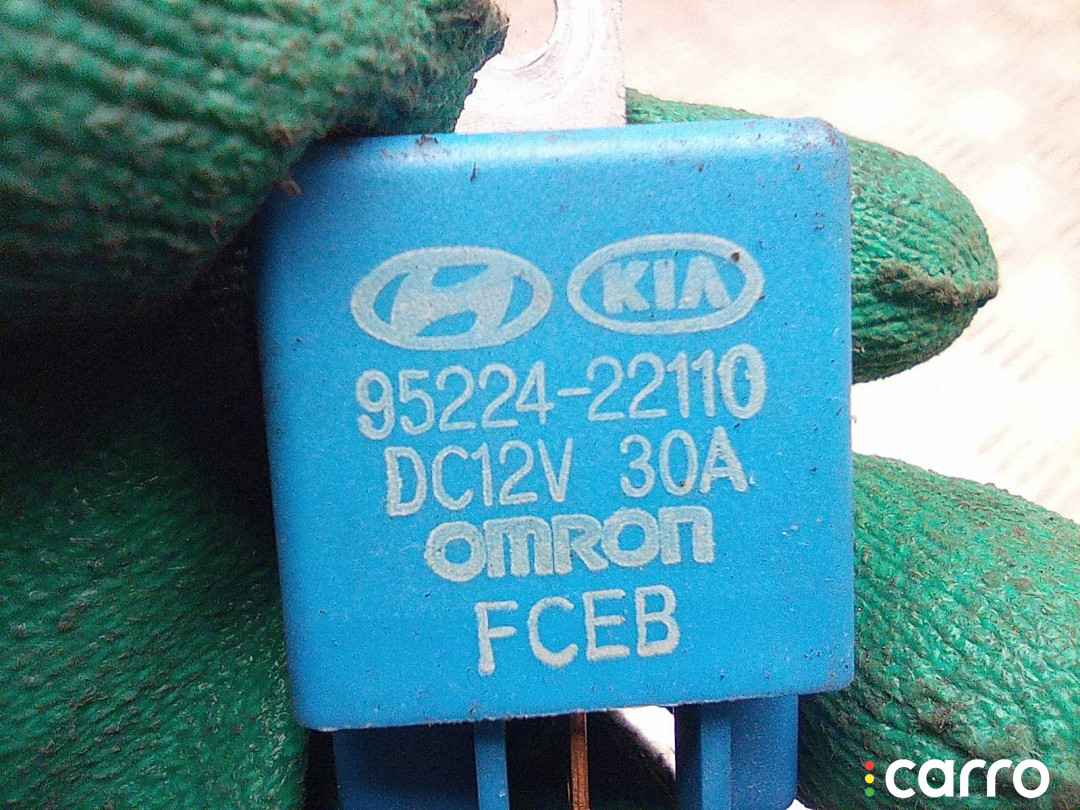 KIA
95224-22110
DC12V 30A
OMRON
FCEB
carro